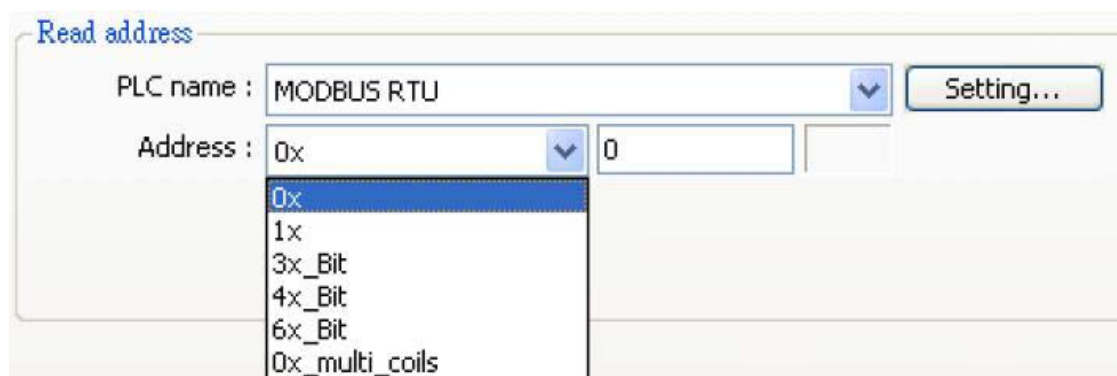 Read address
PLC name : MODBUS RTU Setting...
Address : 0x 0
0x
1x
3x_Bit
4x_Bit
6x_Bit
0x_multi_coils